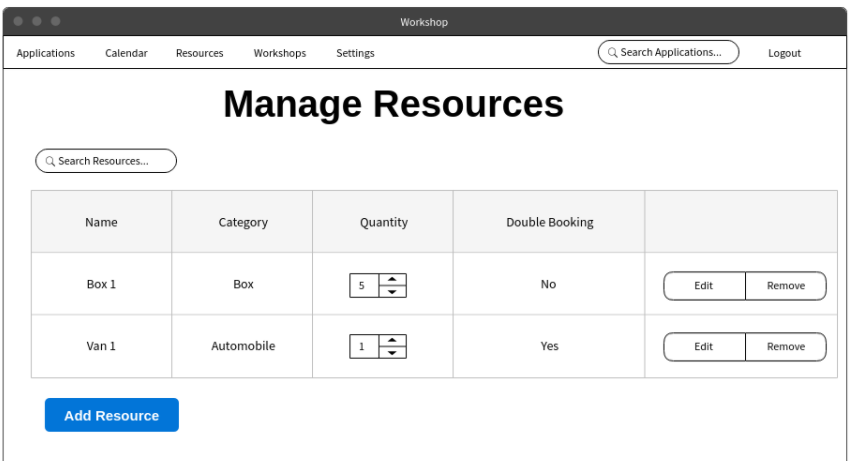 Workshop
Applications Calendar Resources Workshops Settings Search Applications... Logout
Manage Resources
Search Resources...
Name Category Quantity Double Booking
Box 1 Box 5 No Edit Remove
Van 1 Automobile 1 Yes Edit Remove
Add Resource